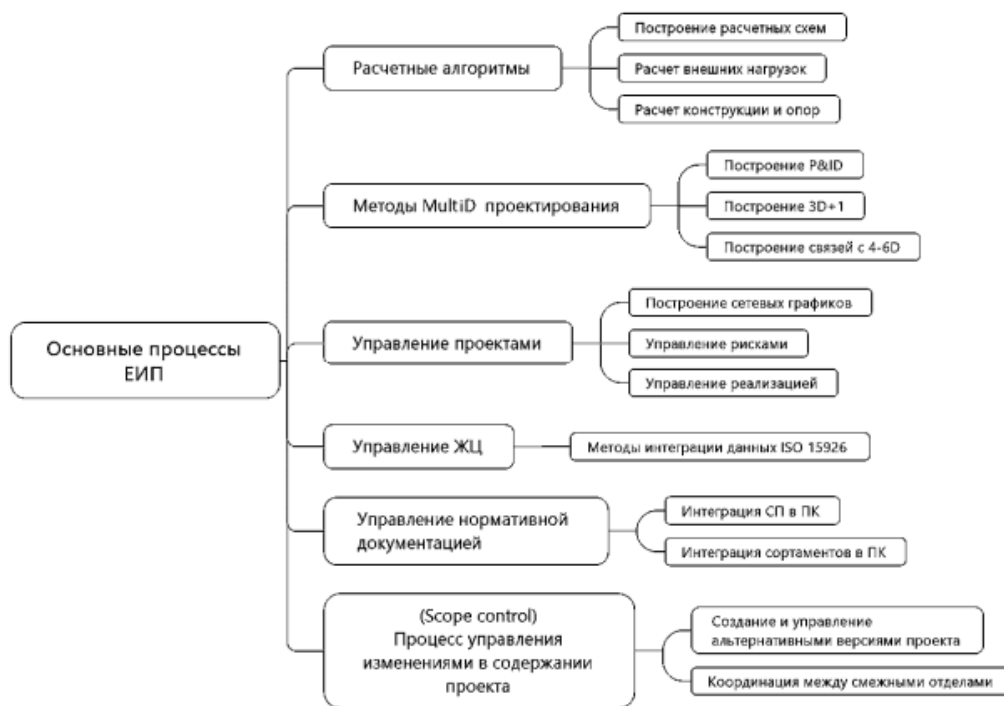 Основные процессы
ЕИП
Расчетные алгоритмы
Построение расчетных схем
Расчет внешних нагрузок
Расчет конструкции и опор
Методы MultiD проектирования
Построение P&ID
Построение 3D+1
Построение связей с 4-6D
Управление проектами
Построение сетевых графиков
Управление рисками
Управление реализацией
Управление ЖЦ
Методы интеграции данных ISO 15926
Управление нормативной
документацией
Интеграция СП в ПК
Интеграция сортаментов в ПК
(Scope control)
Процесс управления
изменениями в содержании
проекта
Создание и управление
альтернативными версиями проекта
Координация между смежными отделами